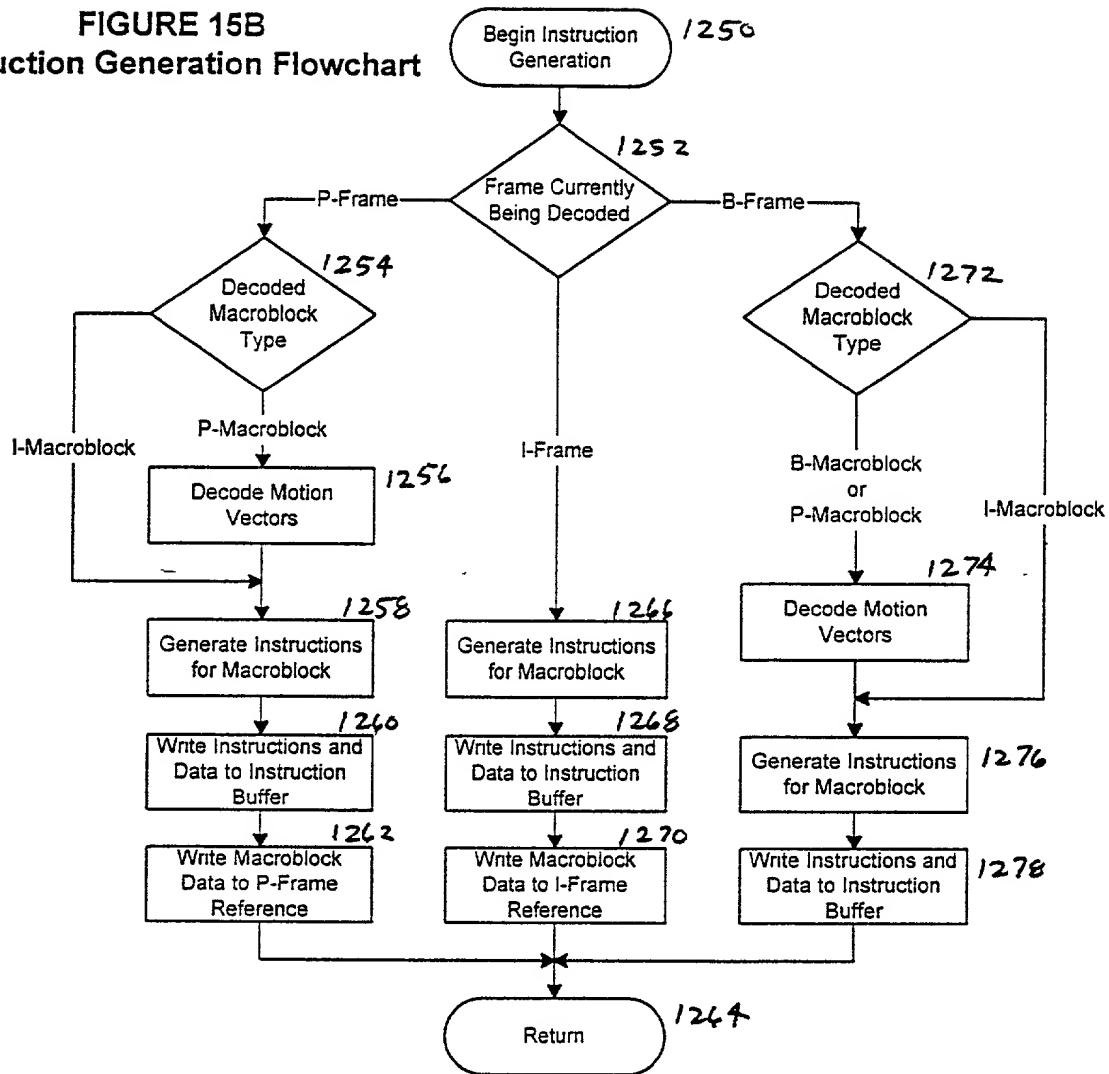 FIGURE 15B
uction Generation Flowchart
Begin Instruction
Generation
1250
1252
Frame Currently
Being Decoded
P-Frame
B-Frame
1254
Decoded
Macroblock
Type
1272
Decoded
Macroblock
Type
I-Macroblock
P-Macroblock
I-Frame
B-Macroblock
or
P-Macroblock
I-Macroblock
1256
Decode Motion
Vectors
1274
Decode Motion
Vectors
1258
Generate Instructions
for Macroblock
1266
Generate Instructions
for Macroblock
1260
Write Instructions and
Data to Instruction
Buffer
1268
Write Instructions and
Data to Instruction
Buffer
Generate Instructions
for Macroblock
1276
1262
Write Macroblock
Data to P-Frame
Reference
1270
Write Macroblock
Data to I-Frame
Reference
Write Instructions and
Data to Instruction
Buffer
1278
Return
1264